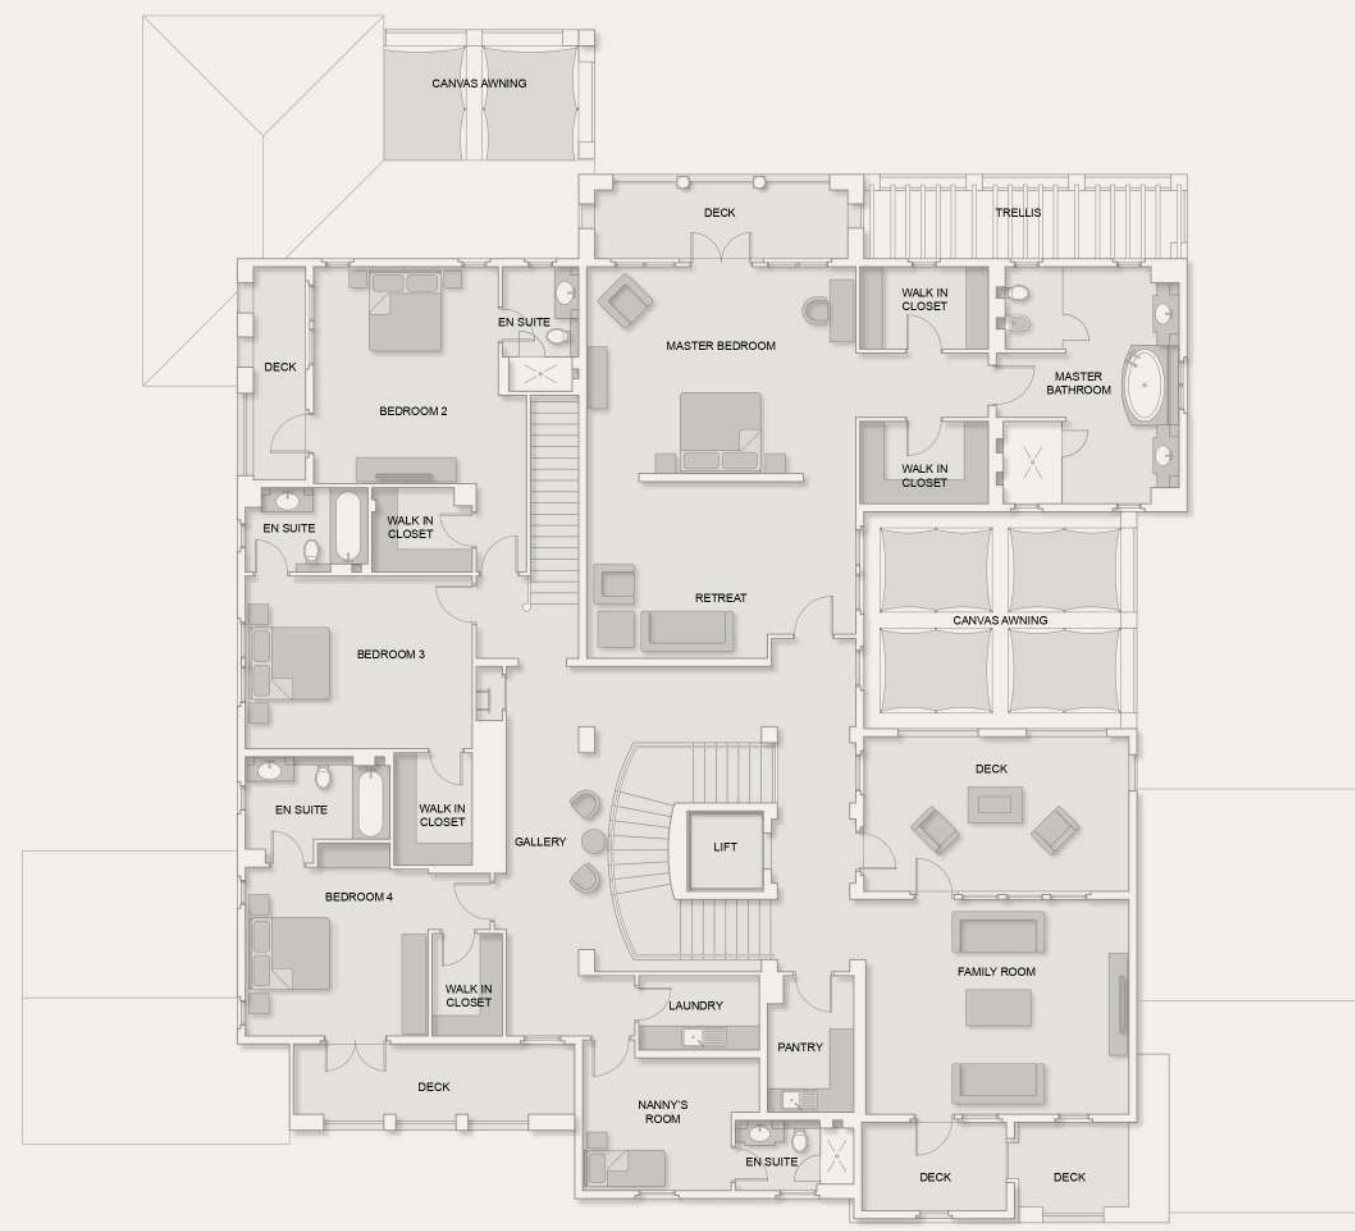 CANVAS AWNING
DECK
TRELLIS
WALK IN
CLOSET
EN SUITE
MASTER BEDROOM
DECK
MASTER
BATHROOM
BEDROOM 2
WALK IN
CLOSET
EN SUITE
WALK IN
CLOSET
RETREAT
CANVAS AWNING
BEDROOM 3
DECK
EN SUITE
WALK IN
CLOSET
GALLERY
LIFT
BEDROOM 4
FAMILY ROOM
WALK IN
CLOSET
LAUNDRY
PANTRY
DECK
NANNY'S
ROOM
EN SUITE
DECK
DECK